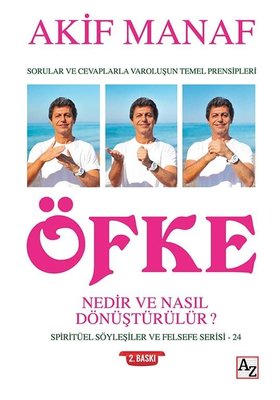 AKİF MANAF
SORULAR VE CEVAPLARLA VAROLUŞUN TEMEL PRENSİPLERİ
ÖFKE
NEDİR VE NASIL
DÖNÜŞTÜRÜLÜR?
SPİRİTÜEL SÖYLEŞİLER VE FELSEFE SERİSİ - 24
2. BASKI
AZ